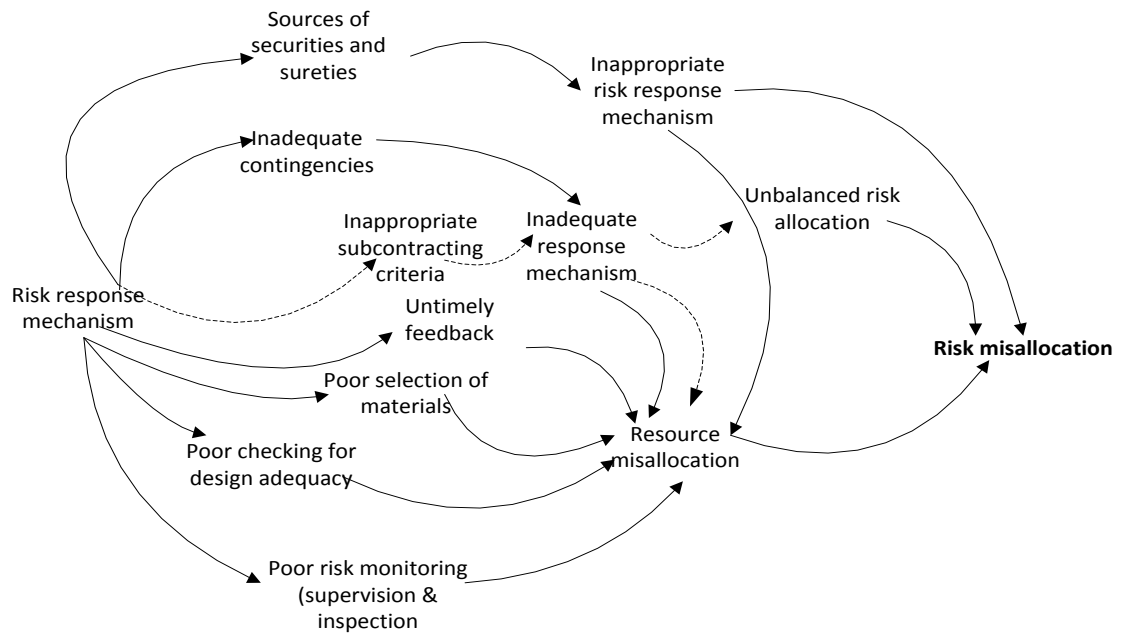 Sources of
securities and
sureties
Inappropriate
risk response
mechanism
Inadequate
contingencies
Unbalanced risk
allocation
Inappropriate
subcontracting
criteria
Inadequate
response
mechanism
Risk response
mechanism
Untimely
feedback
Risk misallocation
Poor selection of
materials
Resource
misallocation
Poor checking for
design adequacy
Poor risk monitoring
(supervision &
inspection